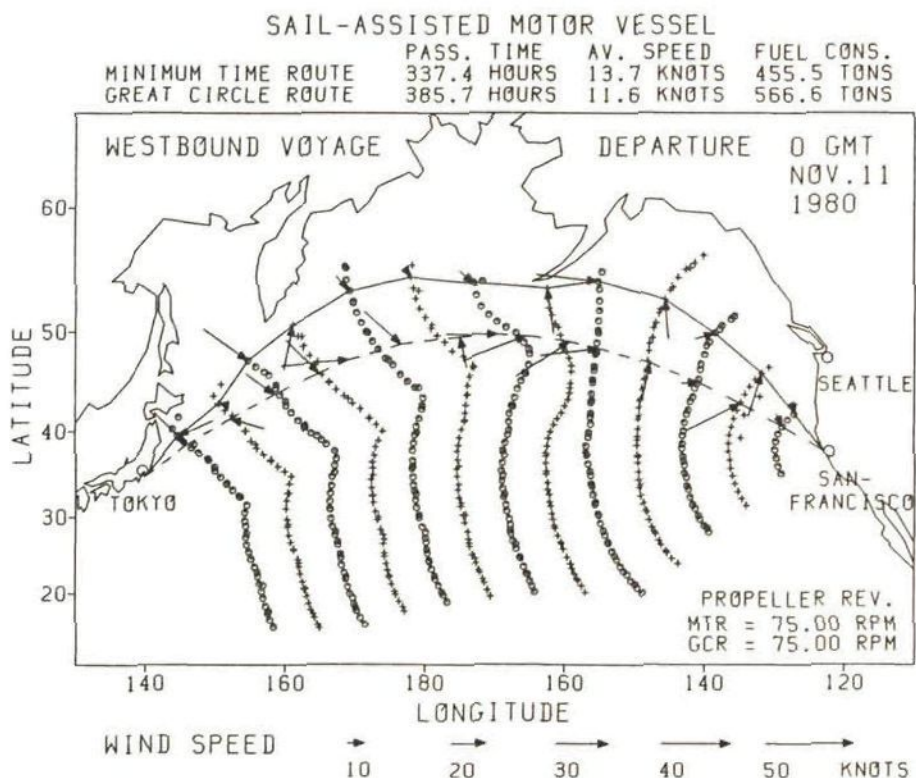 SAIL-ASSISTED MOTOR VESSEL
PASS. TIME AV. SPEED FUEL CONS.
MINIMUM TIME ROUTE 337.4 HOURS 13.7 KNOTS 455.5 TONS
GREAT CIRCLE ROUTE 385.7 HOURS 11.6 KNOTS 566.6 TONS
WESTBOUND VOYAGE DEPARTURE 0 GMT
NOV.11
1980
60
50
40
30
20
LATITUDE
SEATTLE
SAN-
FRANCISCO
TOKYO
PROPELLER REV.
MTR = 75.00 RPM
GCR = 75.00 RPM
140 160 180 160 140 120
LONGITUDE
WIND SPEED
10 20 30 40 50 KNOTS